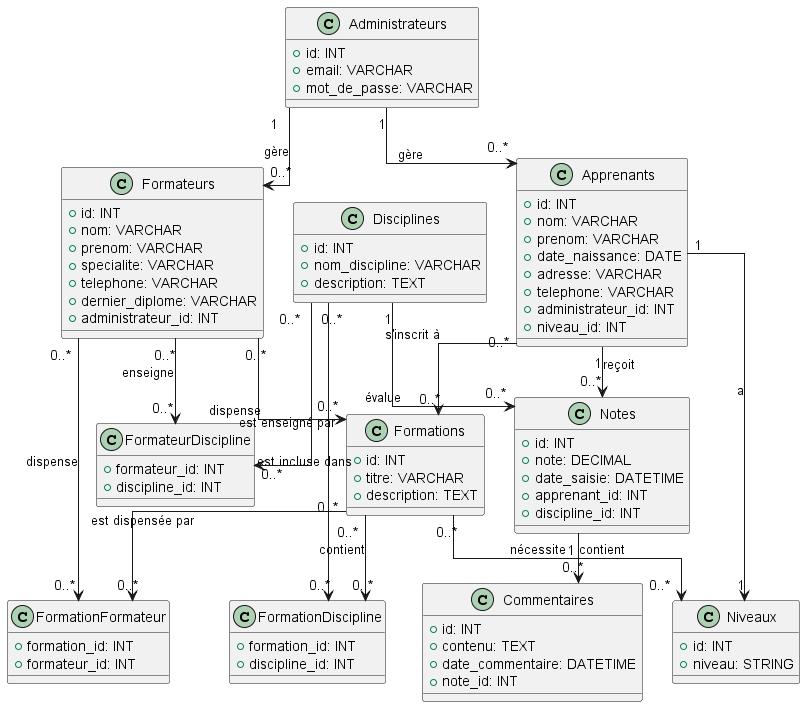 C Administrateurs
id: INT
email: VARCHAR
mot_de_passe: VARCHAR
1
1
gère
gère
0..*
0..*
C Formateurs
id: INT
nom: VARCHAR
prenom: VARCHAR
specialite: VARCHAR
telephone: VARCHAR
dernier_diplome: VARCHAR
administrateur_id: INT
C Disciplines
id: INT
nom_discipline: VARCHAR
description: TEXT
C Apprenants
id: INT
nom: VARCHAR
prenom: VARCHAR
date_naissance: DATE
adresse: VARCHAR
telephone: VARCHAR
administrateur_id: INT
niveau_id: INT
1
0..*
0..*
1
s'inscrit à
0..*
0..*
0..*
0..*
enseigne
1
reçoit
0..*
a
évalue
0..*
0..*
0..*
0..*
dispense
est enseigné par
C FormateurDiscipline
formateur_id: INT
discipline_id: INT
C Formations
id: INT
titre: VARCHAR
description: TEXT
C Notes
id: INT
note: DECIMAL
date_saisie: DATETIME
apprenant_id: INT
discipline_id: INT
dispense
est incluse dans
0..*
0..*
est dispensée par
0..*
0..*
contient
nécessite
1
contient
0..*
0..*
0..*
0..*
0..*
0..*
1
C FormationFormateur
formation_id: INT
formateur_id: INT
C FormationDiscipline
formation_id: INT
discipline_id: INT
C Commentaires
id: INT
contenu: TEXT
date_commentaire: DATETIME
note_id: INT
C Niveaux
id: INT
niveau: STRING